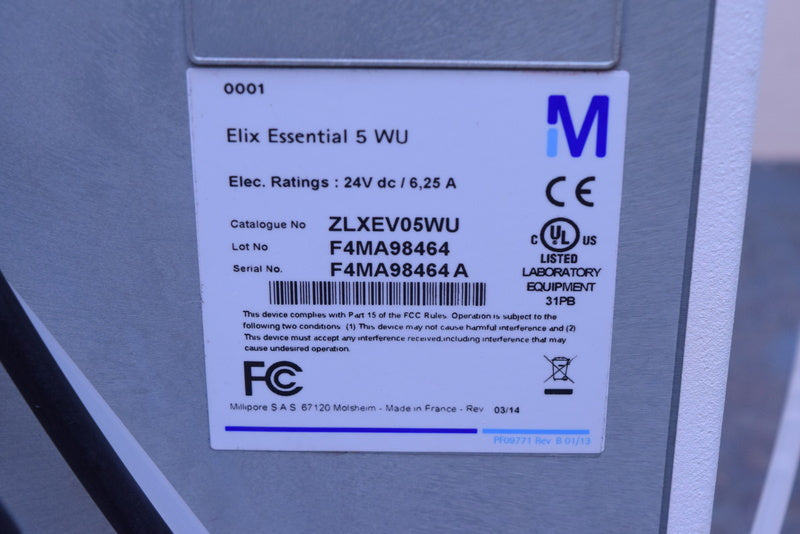 0001
M
Elix Essential 5 WU
Elec. Ratings : 24V dc / 6,25 A
CE
Catalogue No ZLXEV05WU
Lot No F4MA98464
Serial No. F4MA98464 A
C UL US
LISTED
LABORATORY
EQUIPMENT
31PB
This device complies with Part 15 of the FCC Rules. Operation is subject to the
following two conditions (1) This device may not cause harmful interference and (2)
This device must accept any interference received,including interference that may
cause undesired operation.
FC
Millipore S A S 67120 Molsheim - Made in France - Rev 03/14
PF09771 Rev B 01/13